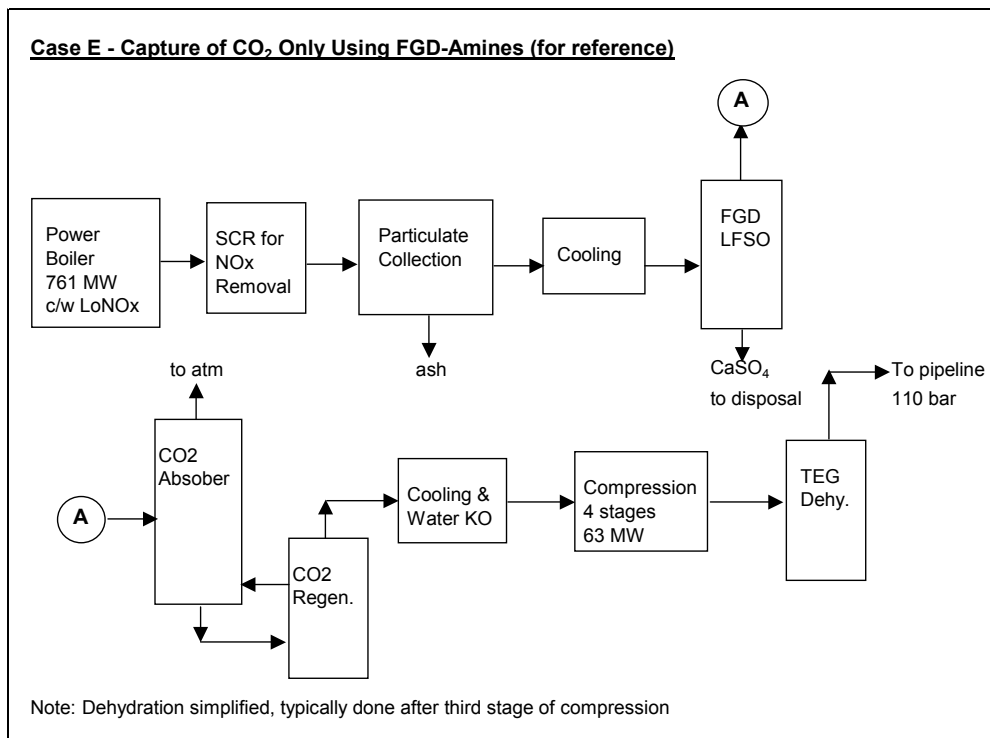 Case E - Capture of CO₂ Only Using FGD-Amines (for reference)
A
Power
Boiler
761 MW
c/w LoNOx
SCR for
NOx
Removal
Particulate
Collection
Cooling
FGD
LFSO
ash
CaSO₄
to disposal
to atm
To pipeline
110 bar
A
CO2
Absober
CO2
Regen.
Cooling &
Water KO
Compression
4 stages
63 MW
TEG
Dehy.
Note: Dehydration simplified, typically done after third stage of compression